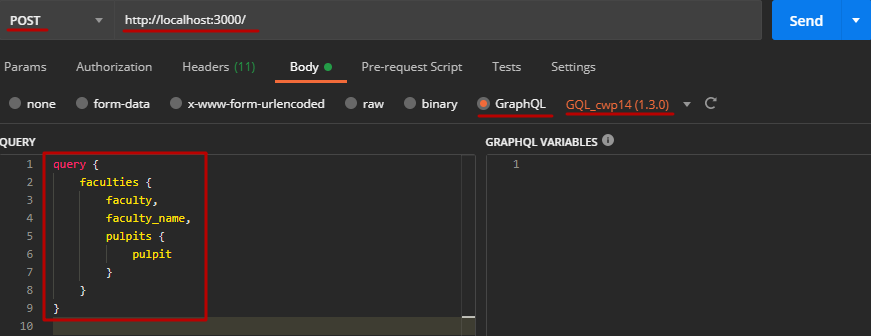 POST http://localhost:3000/ Send
Params Authorization Headers (11) Body Pre-request Script Tests Settings
none form-data x-www-form-urlencoded raw binary GraphQL GQL_cwp14 (1.3.0)
QUERY GRAPHQL VARIABLES
1 query { 1
2 faculties {
3 faculty,
4 faculty_name,
5 pulpits {
6 pulpit
7 }
8 }
9 }
10